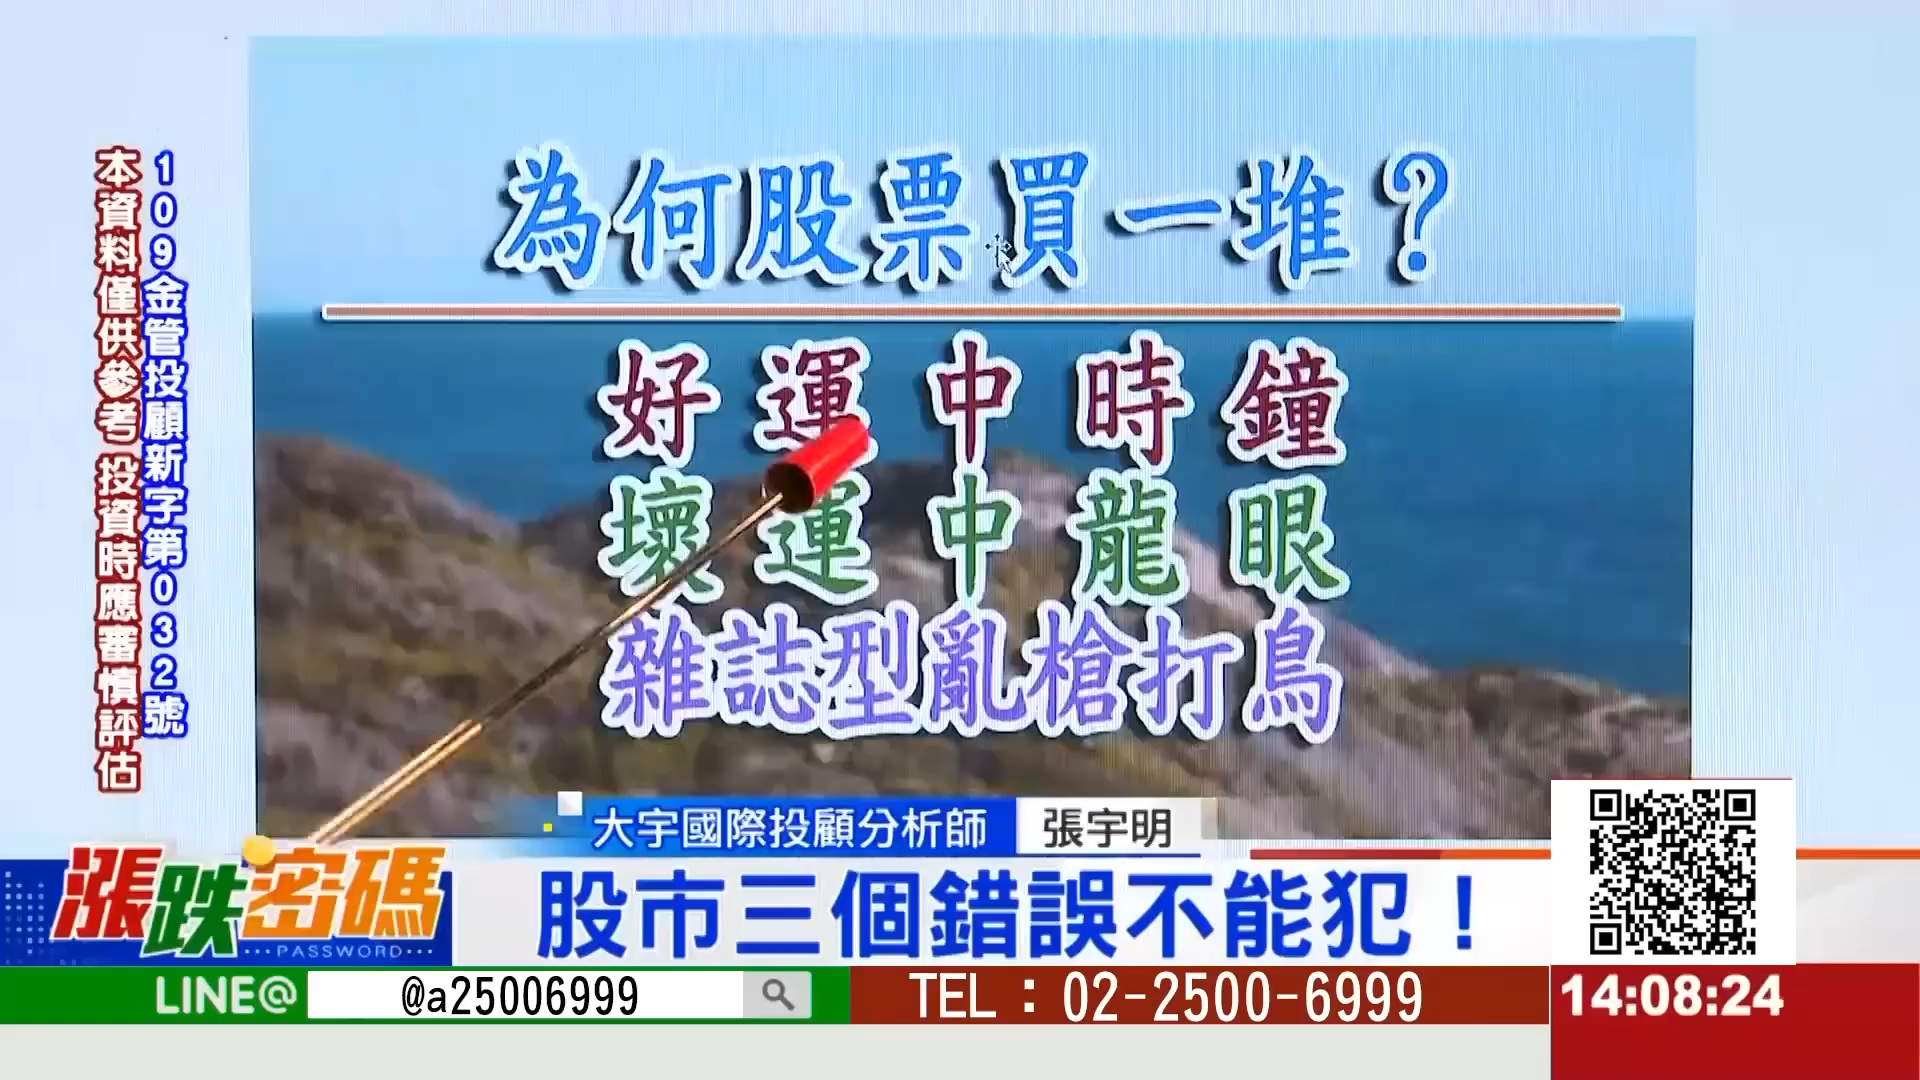 為何股票買一堆？
好運中時鐘
壞運中龍眼
雜誌型亂槍打鳥
109金管投顧新字第032號
本資料僅供參考 投資時應審慎評估
大宇國際投顧分析師 張宇明
漲跌密碼
PASSWORD
股市三個錯誤不能犯！
LINE@ @a25006999
TEL：02-2500-6999
14:08:24